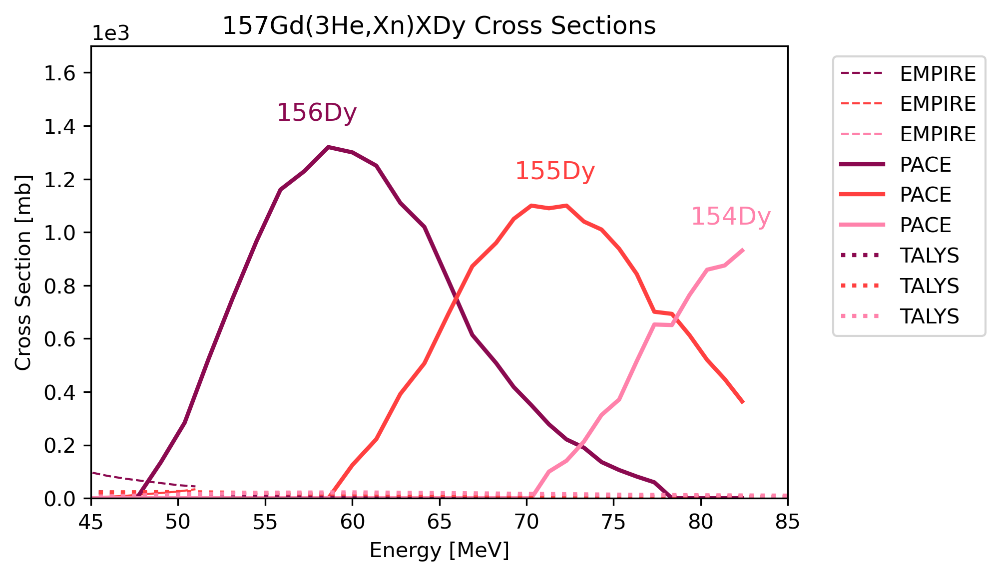 157Gd(3He,Xn)XDy Cross Sections
1e3
1.6
1.4
1.2
1.0
0.8
0.6
0.4
0.2
0.0
Cross Section [mb]
156Dy
155Dy
154Dy
45 50 55 60 65 70 75 80 85
Energy [MeV]
EMPIRE
EMPIRE
EMPIRE
PACE
PACE
PACE
TALYS
TALYS
TALYS